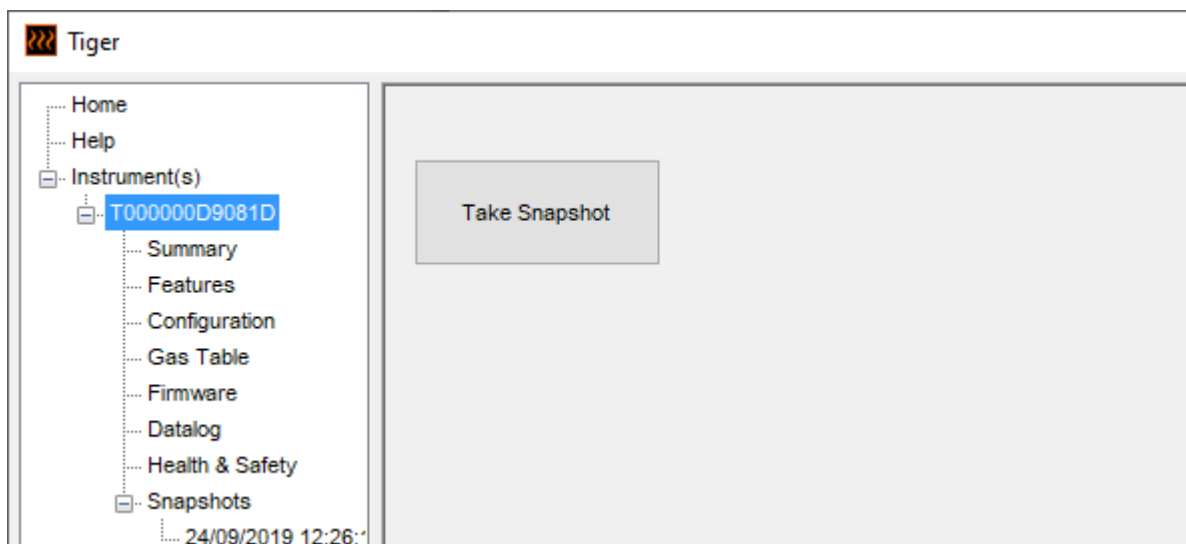 Tiger
Home
Help
Instrument(s)
T000000D9081D
Summary
Features
Configuration
Gas Table
Firmware
Datalog
Health & Safety
Snapshots
24/09/2019 12:26:
Take Snapshot